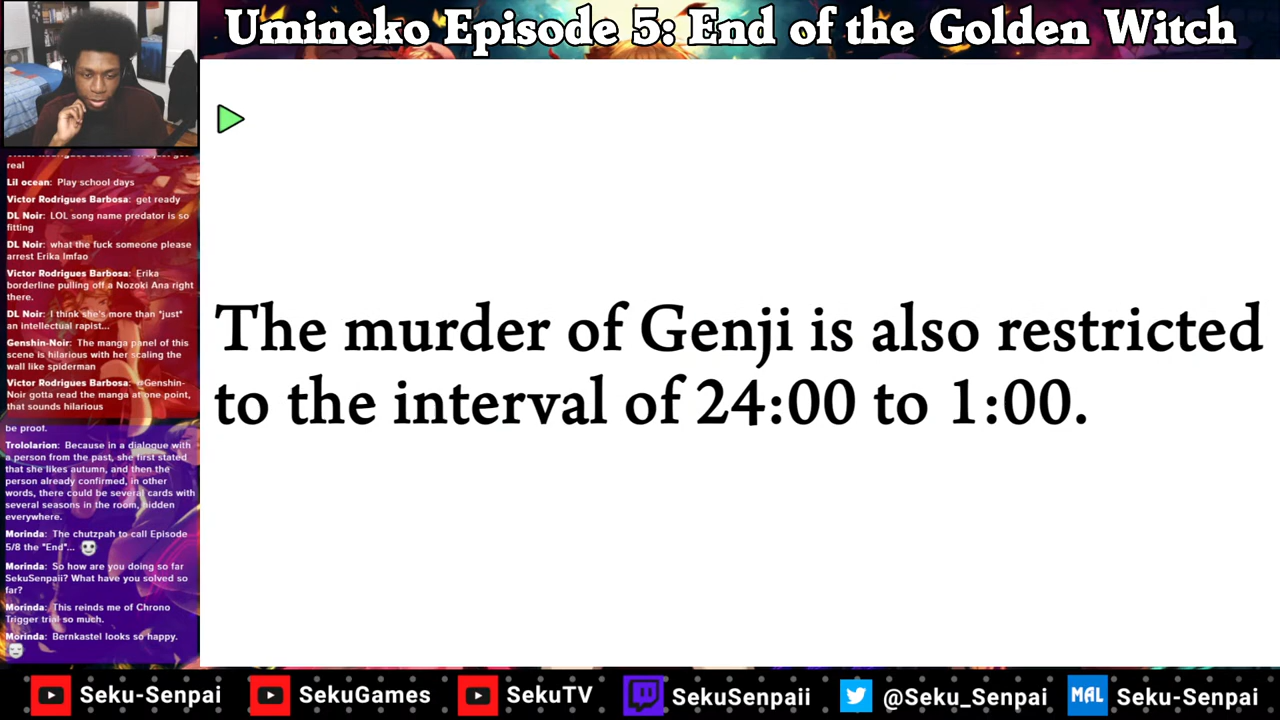 Umineko Episode 5: End of the Golden Witch
real
Lil ocean: Play school days
Victor Rodrigues Barbosa: get ready
DL Noir: LOL song name predator is so
fitting
DL Noir: what the fuck someone please
arrest Erika lmfao
Victor Rodrigues Barbosa: Erika
borderline pulling off a Nozoki Ana right
there.
DL Noir: I think she's more than *just*
an intellectual rapist...
Genshin-Noir: The manga panel of this
scene is hilarious with her scaling the
wall like spiderman
Victor Rodrigues Barbosa: @Genshin-
Noir gotta read the manga at one point,
that sounds hilarious
be proof.
Trololarion: Because in a dialogue with
a person from the past, she first stated
that she likes autumn, and then the
person already confirmed, in other
words, there could be several cards with
several seasons in the room, hidden
everywhere.
Morinda: The chutzpah to call Episode
5/8 the "End"...
Morinda: So how are you doing so far
SekuSenpaii? What have you solved so
far?
Morinda: This reinds me of Chrono
Trigger trial so much.
Morinda: Bernkastel looks so happy.
The murder of Genji is also restricted
to the interval of 24:00 to 1:00.
Seku-Senpai
SekuGames
SekuTV
SekuSenpaii
@Seku_Senpai
MAL
Seku-Senpai